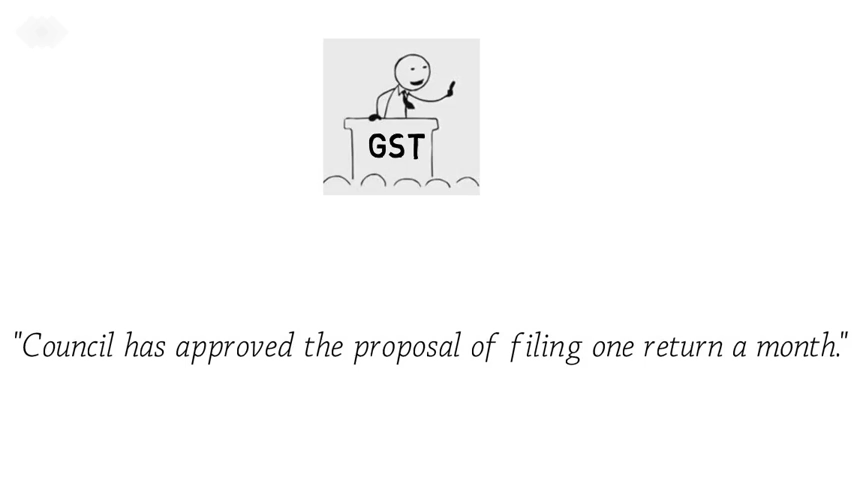 GST
"Council has approved the proposal of filing one return a month."